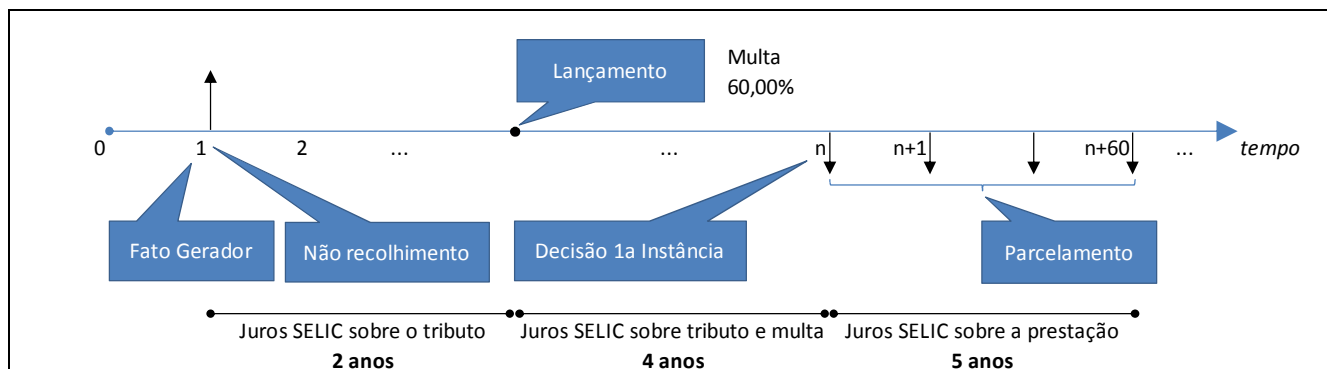 Lançamento
Multa
60,00%
0 1 2 ... ... n n+1 n+60 ... tempo
Fato Gerador
Não recolhimento
Decisão 1a Instância
Parcelamento
Juros SELIC sobre o tributo
2 anos
Juros SELIC sobre tributo e multa
4 anos
Juros SELIC sobre a prestação
5 anos